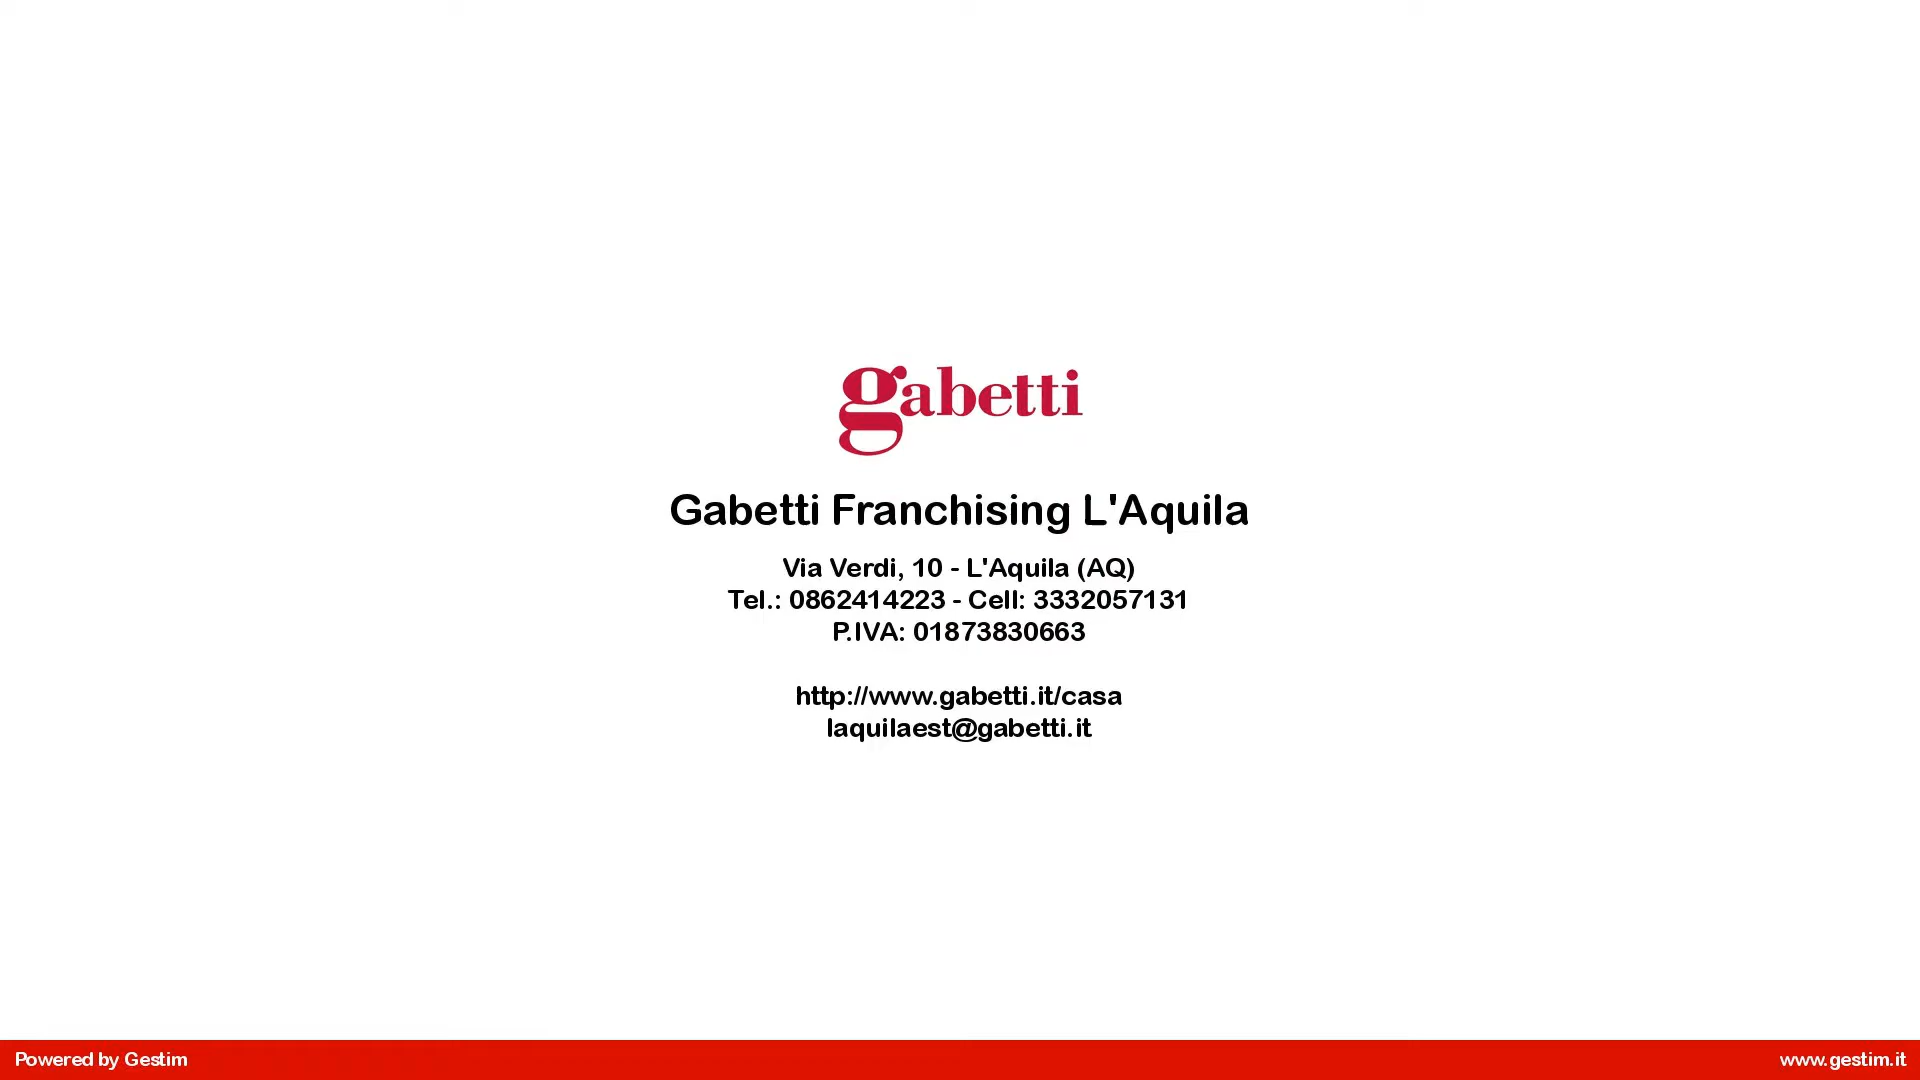 gabetti
Gabetti Franchising L'Aquila
Via Verdi, 10 - L'Aquila (AQ)
Tel.: 0862414223 - Cell: 3332057131
P.IVA: 01873830663
http://www.gabetti.it/casa
laquilaest@gabetti.it
Powered by Gestim
www.gestim.it